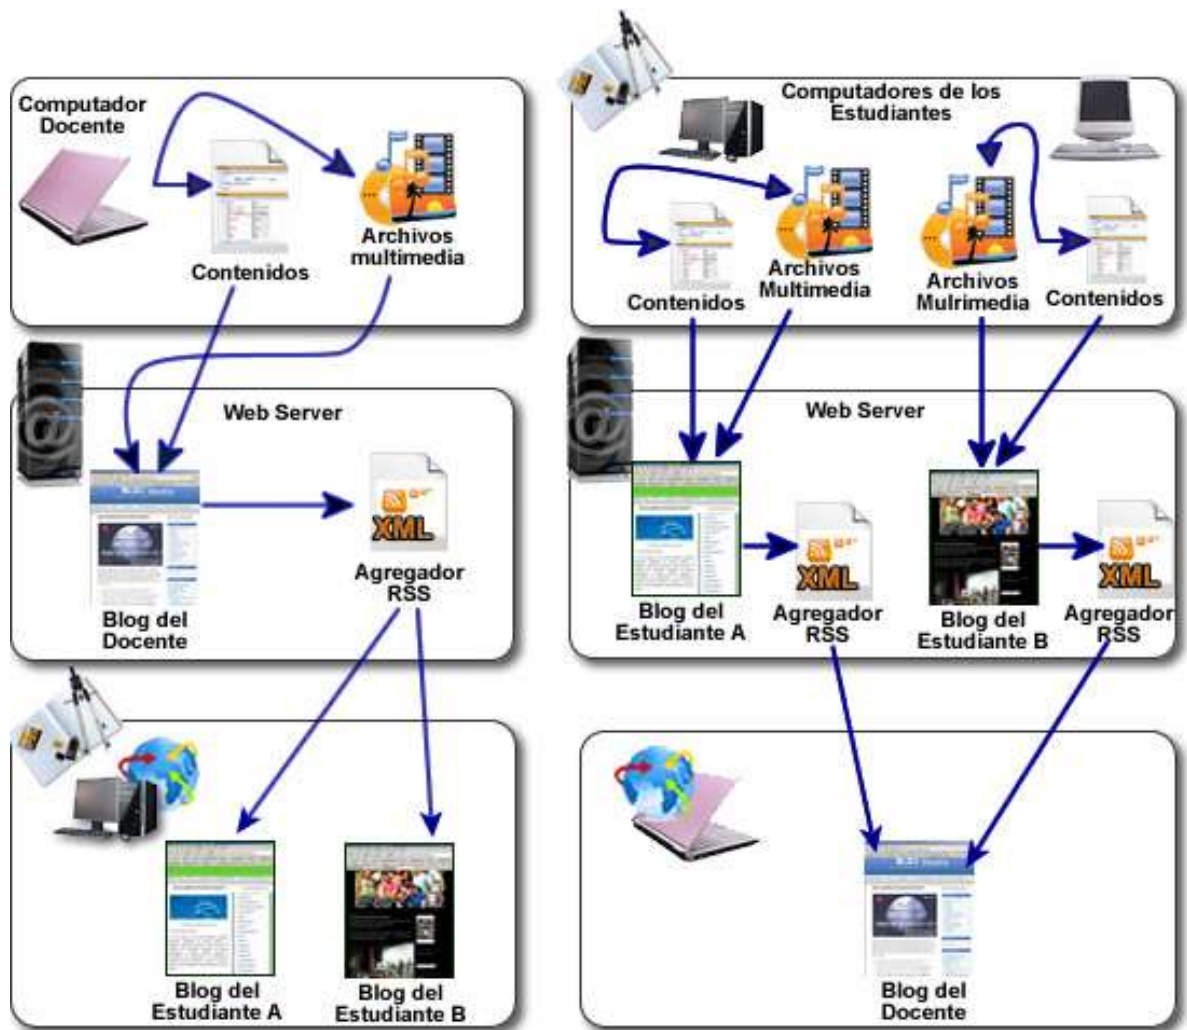 Computador
Docente
Contenidos
Archivos
multimedia
Web Server
Blog del
Docente
XML
Agregador
RSS
Blog del
Estudiante A
Blog del
Estudiante B
Computadores de los
Estudiantes
Contenidos
Archivos
Multimedia
Archivos
Mulrimedia
Contenidos
Web Server
Blog del
Estudiante A
XML
Agregador
RSS
Blog del
Estudiante B
XML
Agregador
RSS
Blog del
Docente